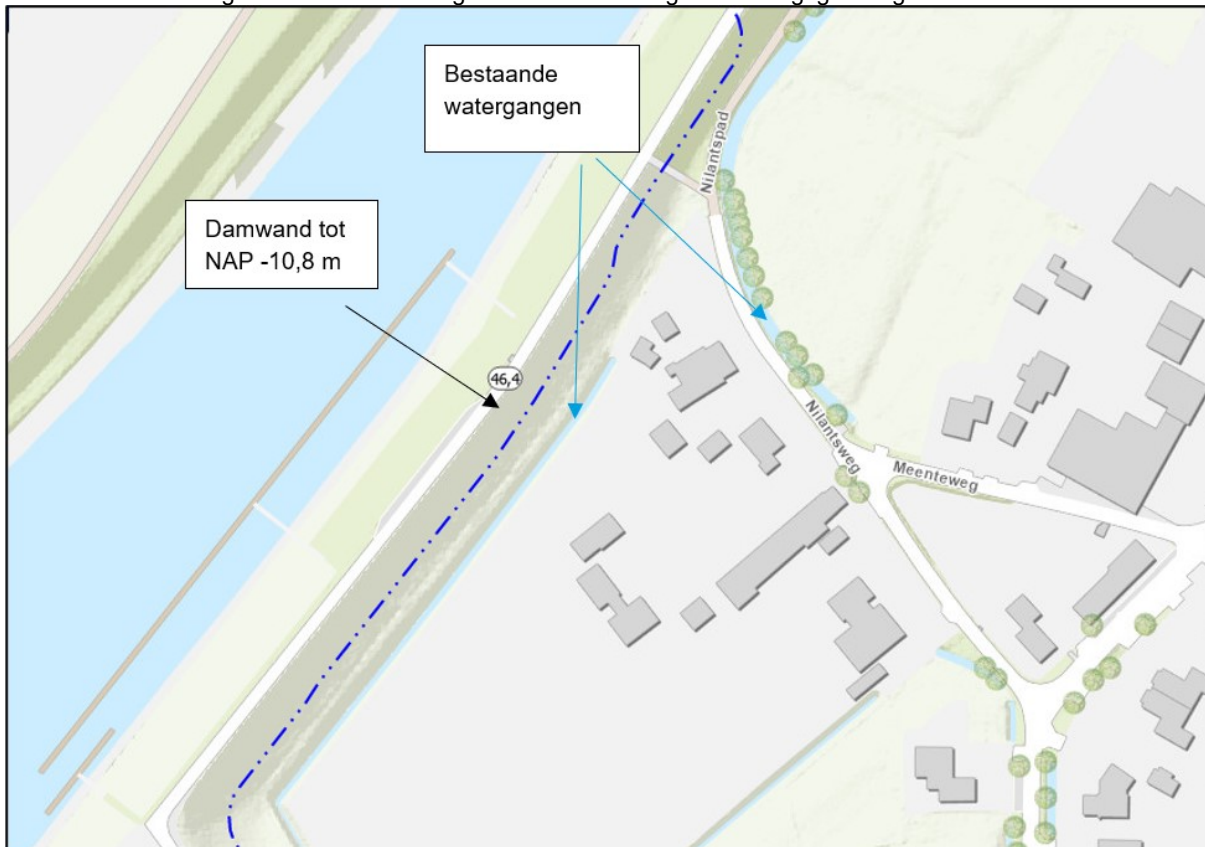 Bestaande
watergangen
Nilantspad
Damwand tot
NAP -10,8 m
46,4
Nilantsweg
Meenteweg